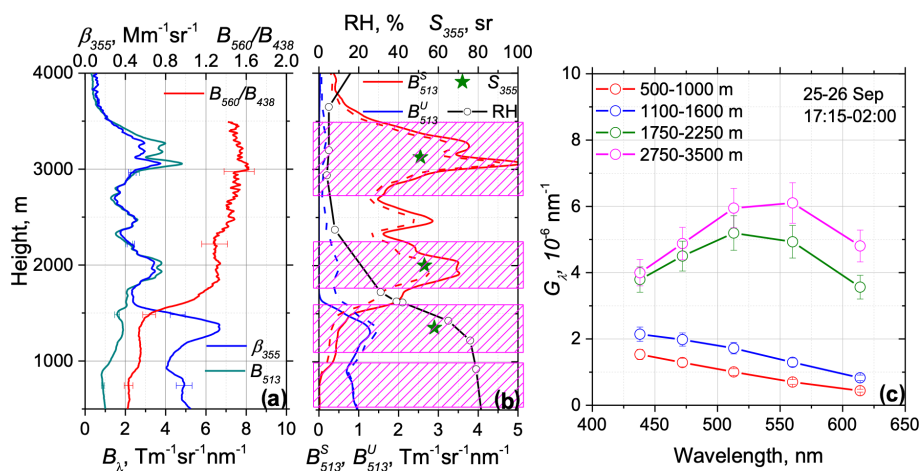 β355, Mm-1sr-1 B560/B438
0.0 0.4 0.8 1.2 1.6 2.0
4000
3000
2000
1000
Height, m
B560/B438
β355
B513
(a)
0 2 4 6 8 10
Bλ, Tm-1sr-1nm-1
RH, % S355, sr
0 20 40 60 80 100
BS513
BU513
S355
RH
(b)
0 1 2 3 4 5
BS513, BU513, Tm-1sr-1nm-1
10
8
6
4
2
0
Gλ, 10-6 nm-1
500-1000 m
1100-1600 m
1750-2250 m
2750-3500 m
25-26 Sep
17:15-02:00
(c)
400 450 500 550 600 650
Wavelength, nm